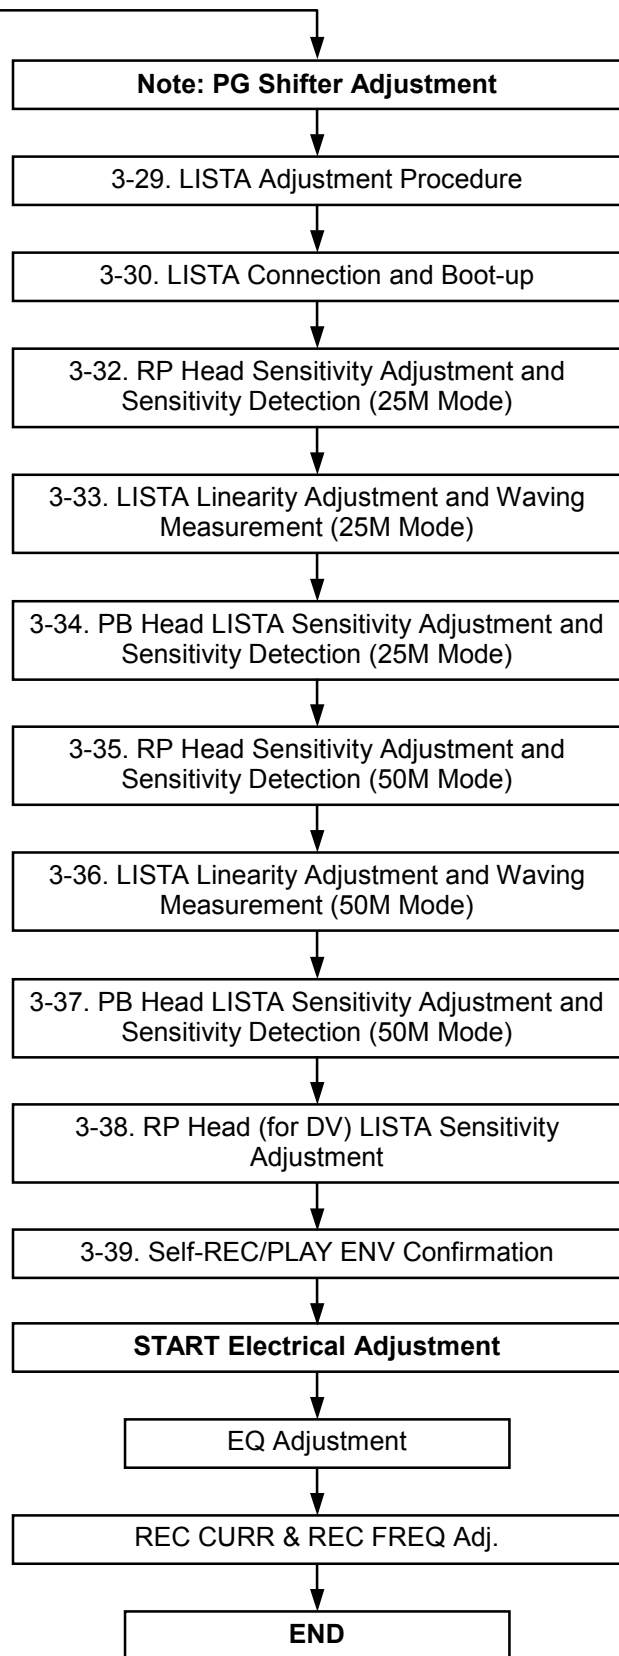 Note: PG Shifter Adjustment
3-29. LISTA Adjustment Procedure
3-30. LISTA Connection and Boot-up
3-32. RP Head Sensitivity Adjustment and
Sensitivity Detection (25M Mode)
3-33. LISTA Linearity Adjustment and Waving
Measurement (25M Mode)
3-34. PB Head LISTA Sensitivity Adjustment and
Sensitivity Detection (25M Mode)
3-35. RP Head Sensitivity Adjustment and
Sensitivity Detection (50M Mode)
3-36. LISTA Linearity Adjustment and Waving
Measurement (50M Mode)
3-37. PB Head LISTA Sensitivity Adjustment and
Sensitivity Detection (50M Mode)
3-38. RP Head (for DV) LISTA Sensitivity
Adjustment
3-39. Self-REC/PLAY ENV Confirmation
START Electrical Adjustment
EQ Adjustment
REC CURR & REC FREQ Adj.
END